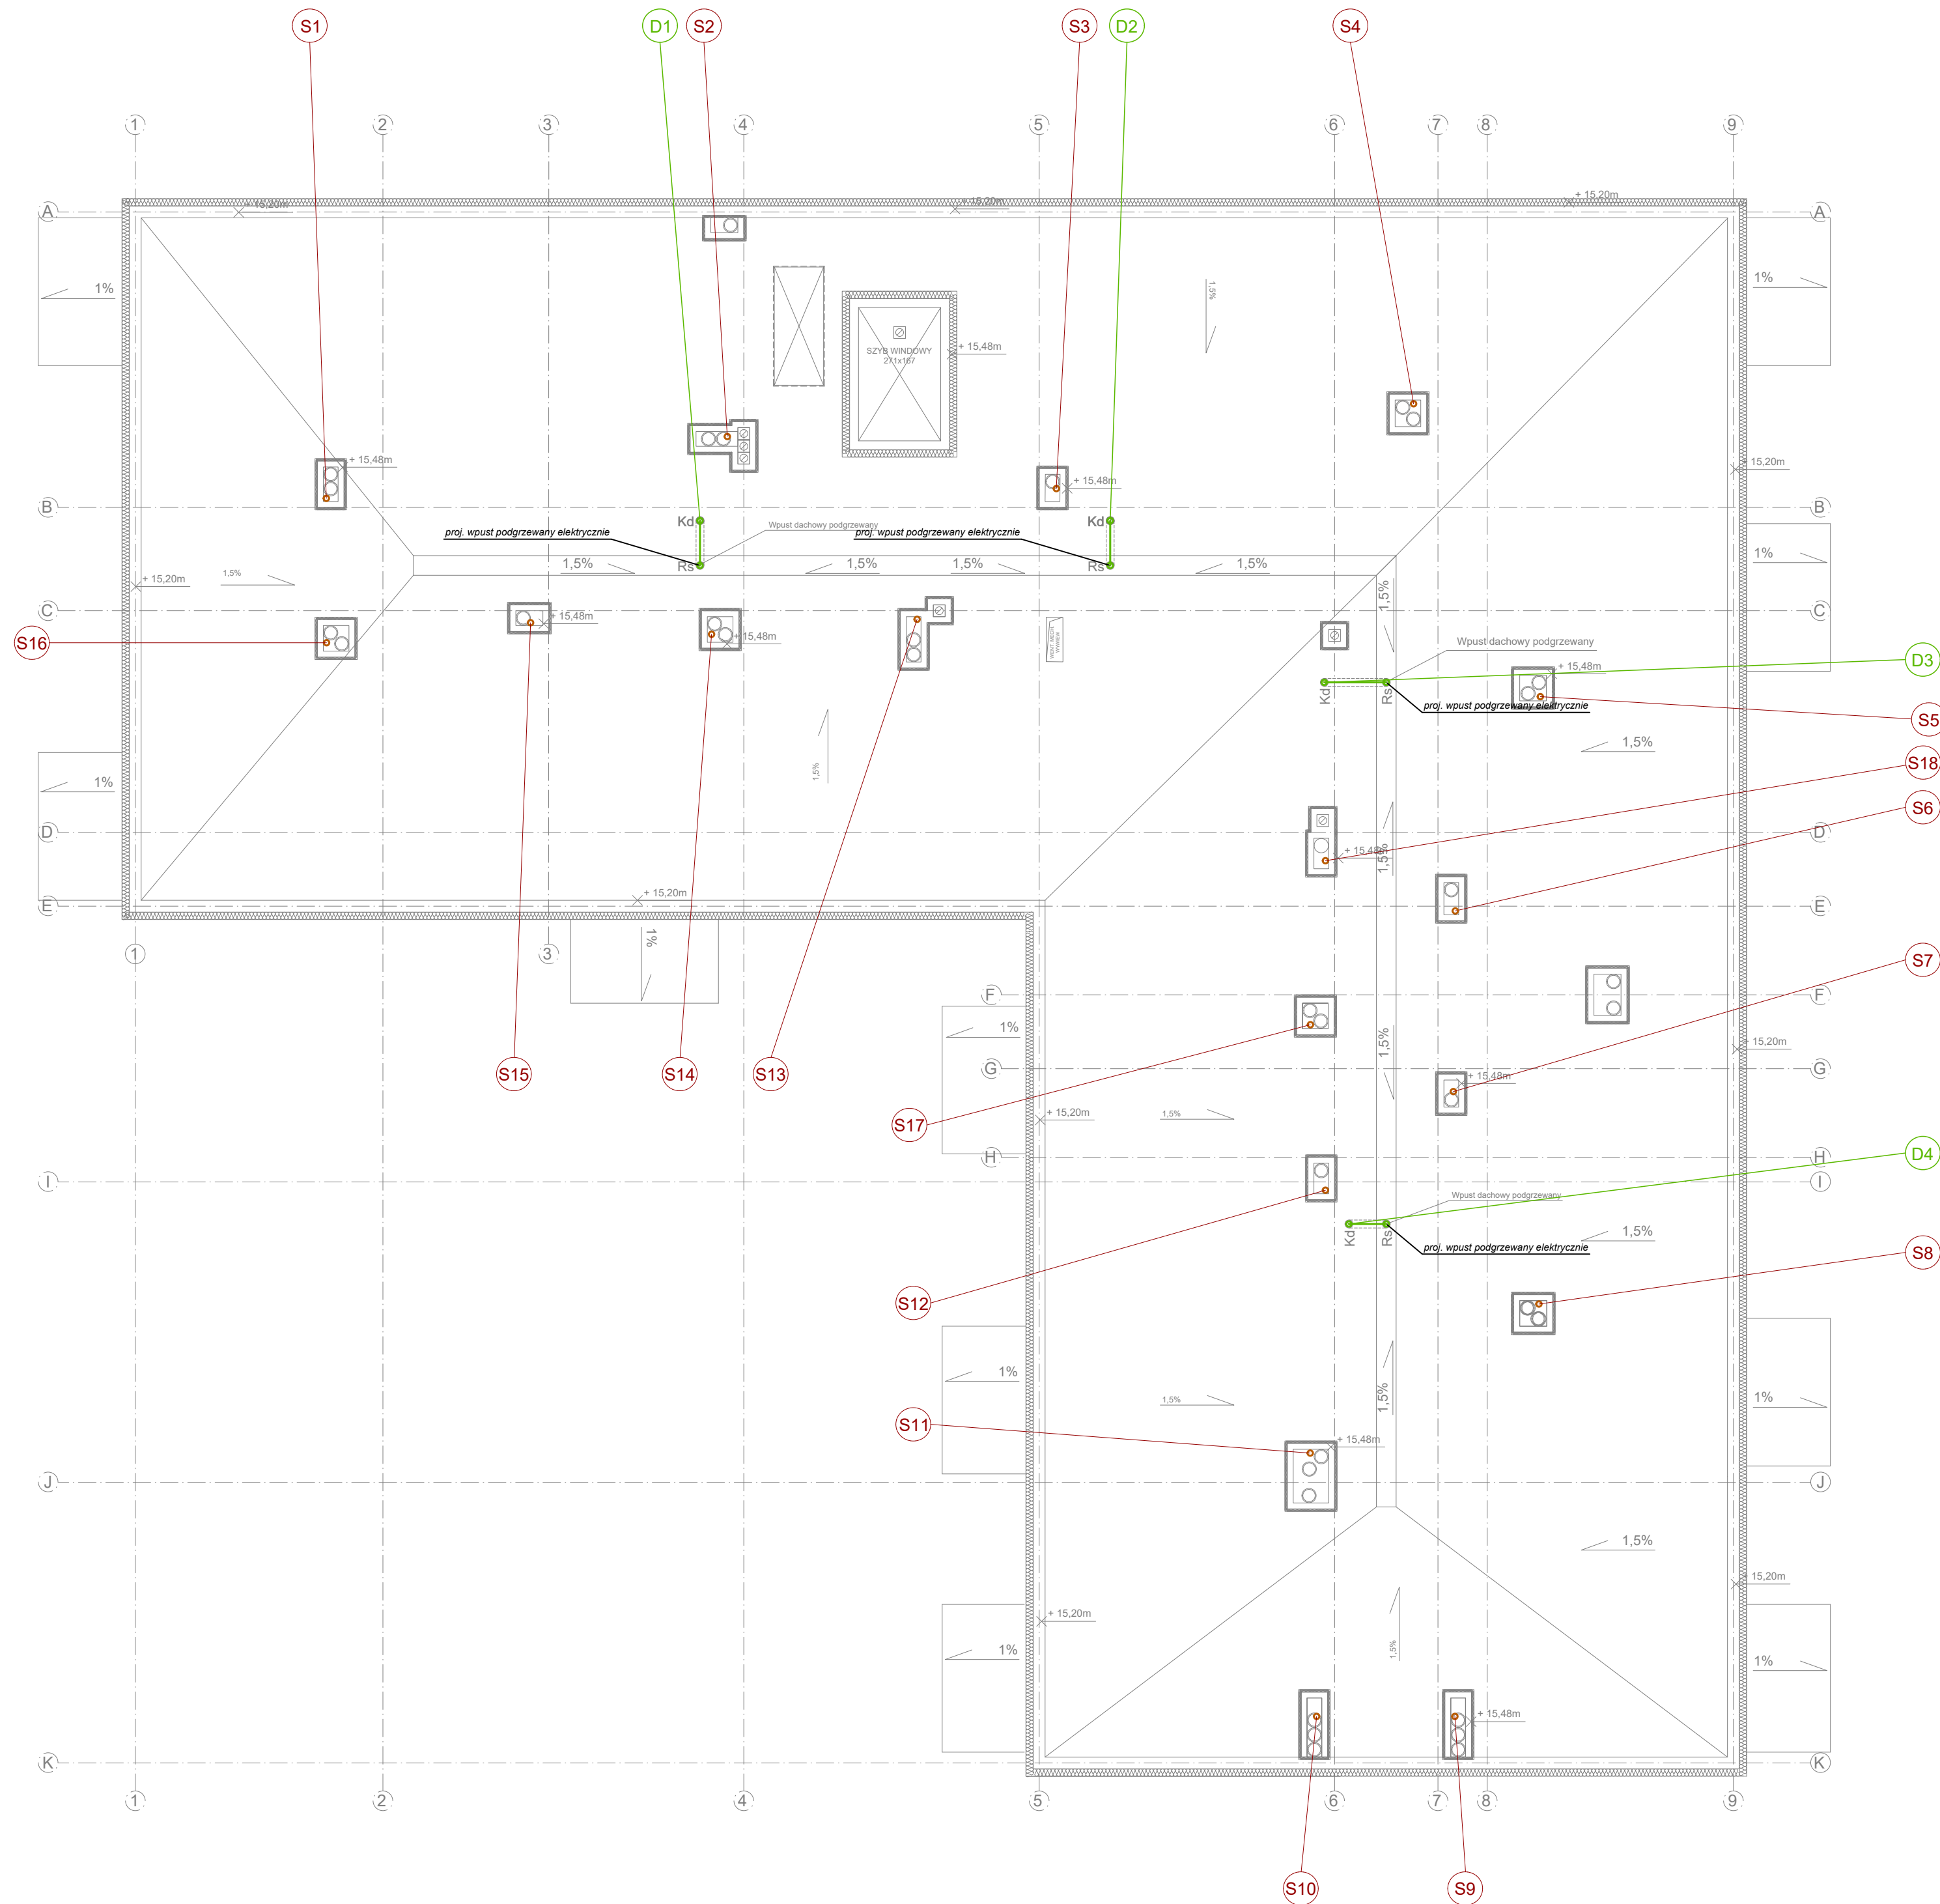 S1
D1
S2
S3
D2
S4
1
2
3
4
5
6
7
8
9
+ 15,20m
+ 15,20m
+ 15,20m
A
A
1%
1%
1,5%
SZYB WINDOWY
271x167
+ 15,48m
+ 15,48m
+ 15,48m
+ 15,20m
B
B
Kd
Kd
proj. wpust podgrzewany elektrycznie
Wpust dachowy podgrzewany
proj. wpust podgrzewany elektrycznie
Rs
Rs
1,5%
1,5%
1,5%
1,5%
1%
+ 15,20m
1,5%
1,5%
C
C
+ 15,48m
S16
+ 15,48m
WENT.MECH.
WYWIEW
Wpust dachowy podgrzewany
+ 15,48m
D3
Kd
Rs
proj. wpust podgrzewany elektrycznie
S5
1,5%
1,5%
S18
1%
S6
D
D
+ 15,48m
1,5%
+ 15,20m
E
E
1
3
1%
S7
F
F
1%
1,5%
+ 15,20m
S15
S14
S13
G
G
+ 15,48m
+ 15,20m
1,5%
S17
D4
H
H
I
I
Wpust dachowy podgrzewany
Kd
Rs
1,5%
proj. wpust podgrzewany elektrycznie
S8
S12
1%
1,5%
1,5%
1%
S11
+ 15,48m
J
J
1,5%
+ 15,20m
+ 15,20m
1%
1,5%
1%
+ 15,48m
K
K
1
2
4
5
6
7
8
9
S10
S9